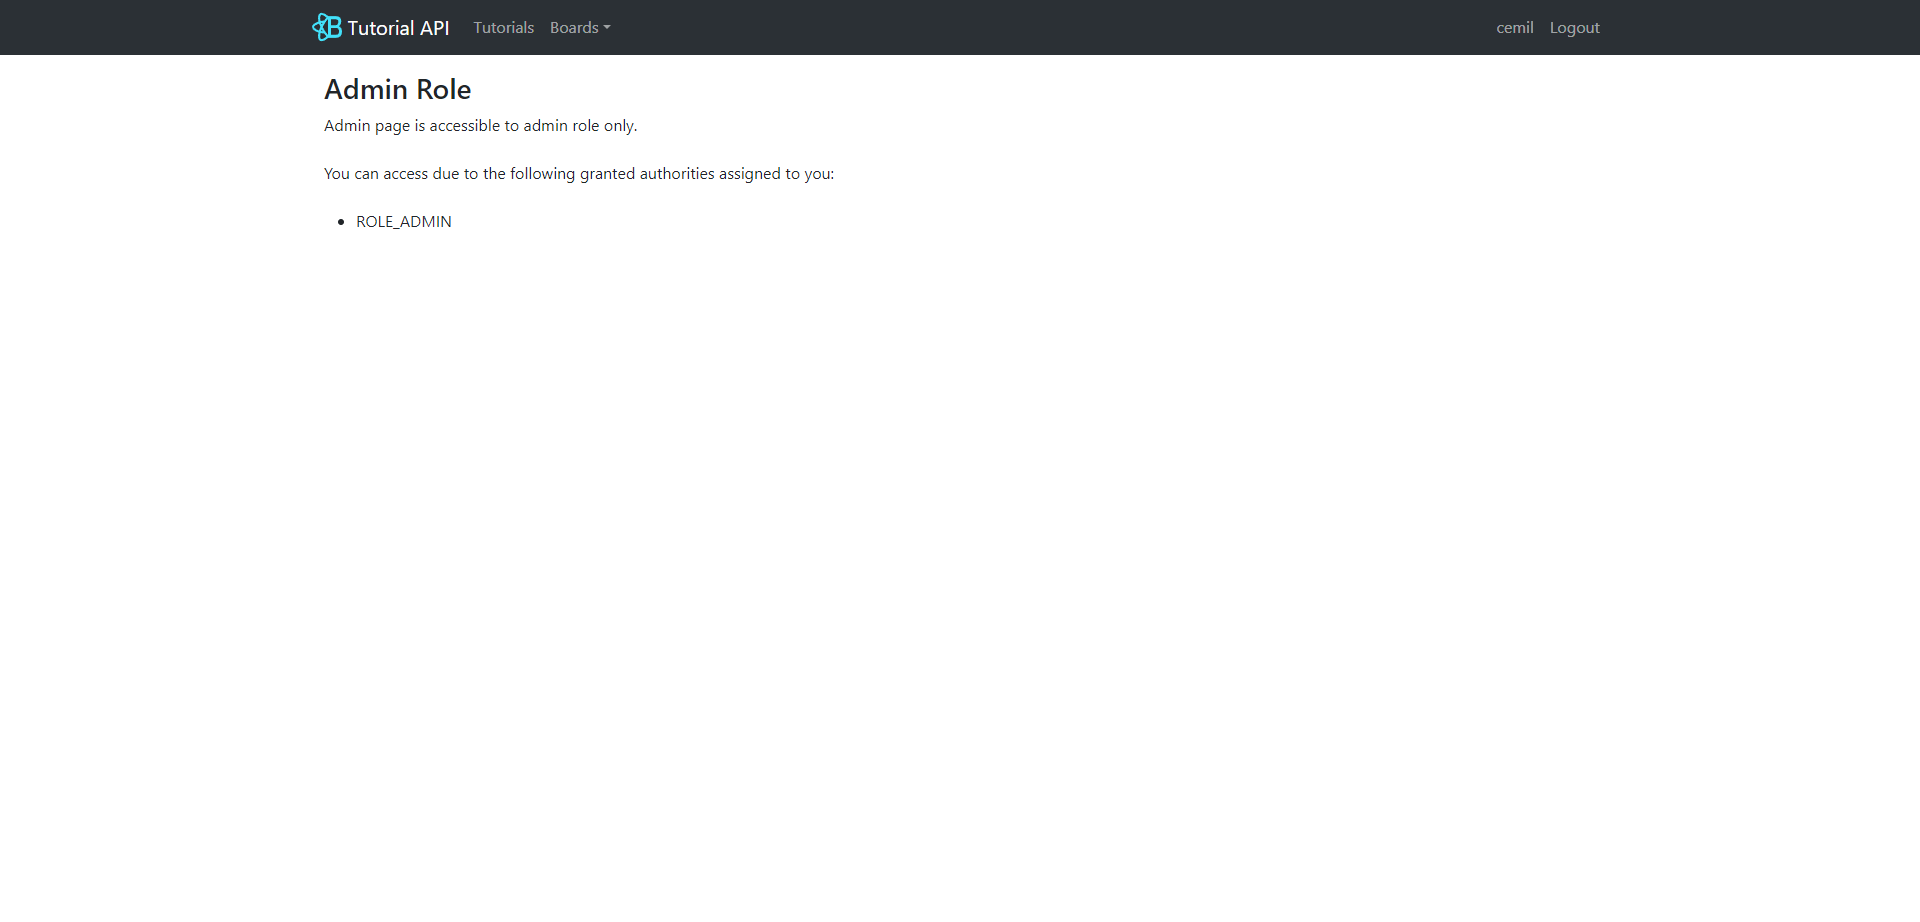 Tutorial API Tutorials Boards cemil Logout
Admin Role
Admin page is accessible to admin role only.
You can access due to the following granted authorities assigned to you:
ROLE_ADMIN